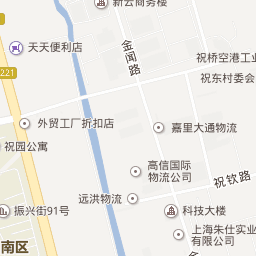 新云商务楼
天天便利店
金闻路
祝桥空港工业
祝东村委会
221
外贸工厂折扣店
嘉里大通物流
祝园公寓
高信国际
物流公司
祝钦路
远洪物流
振兴街91号
科技大楼
上海朱仕实业
有限公司
南区